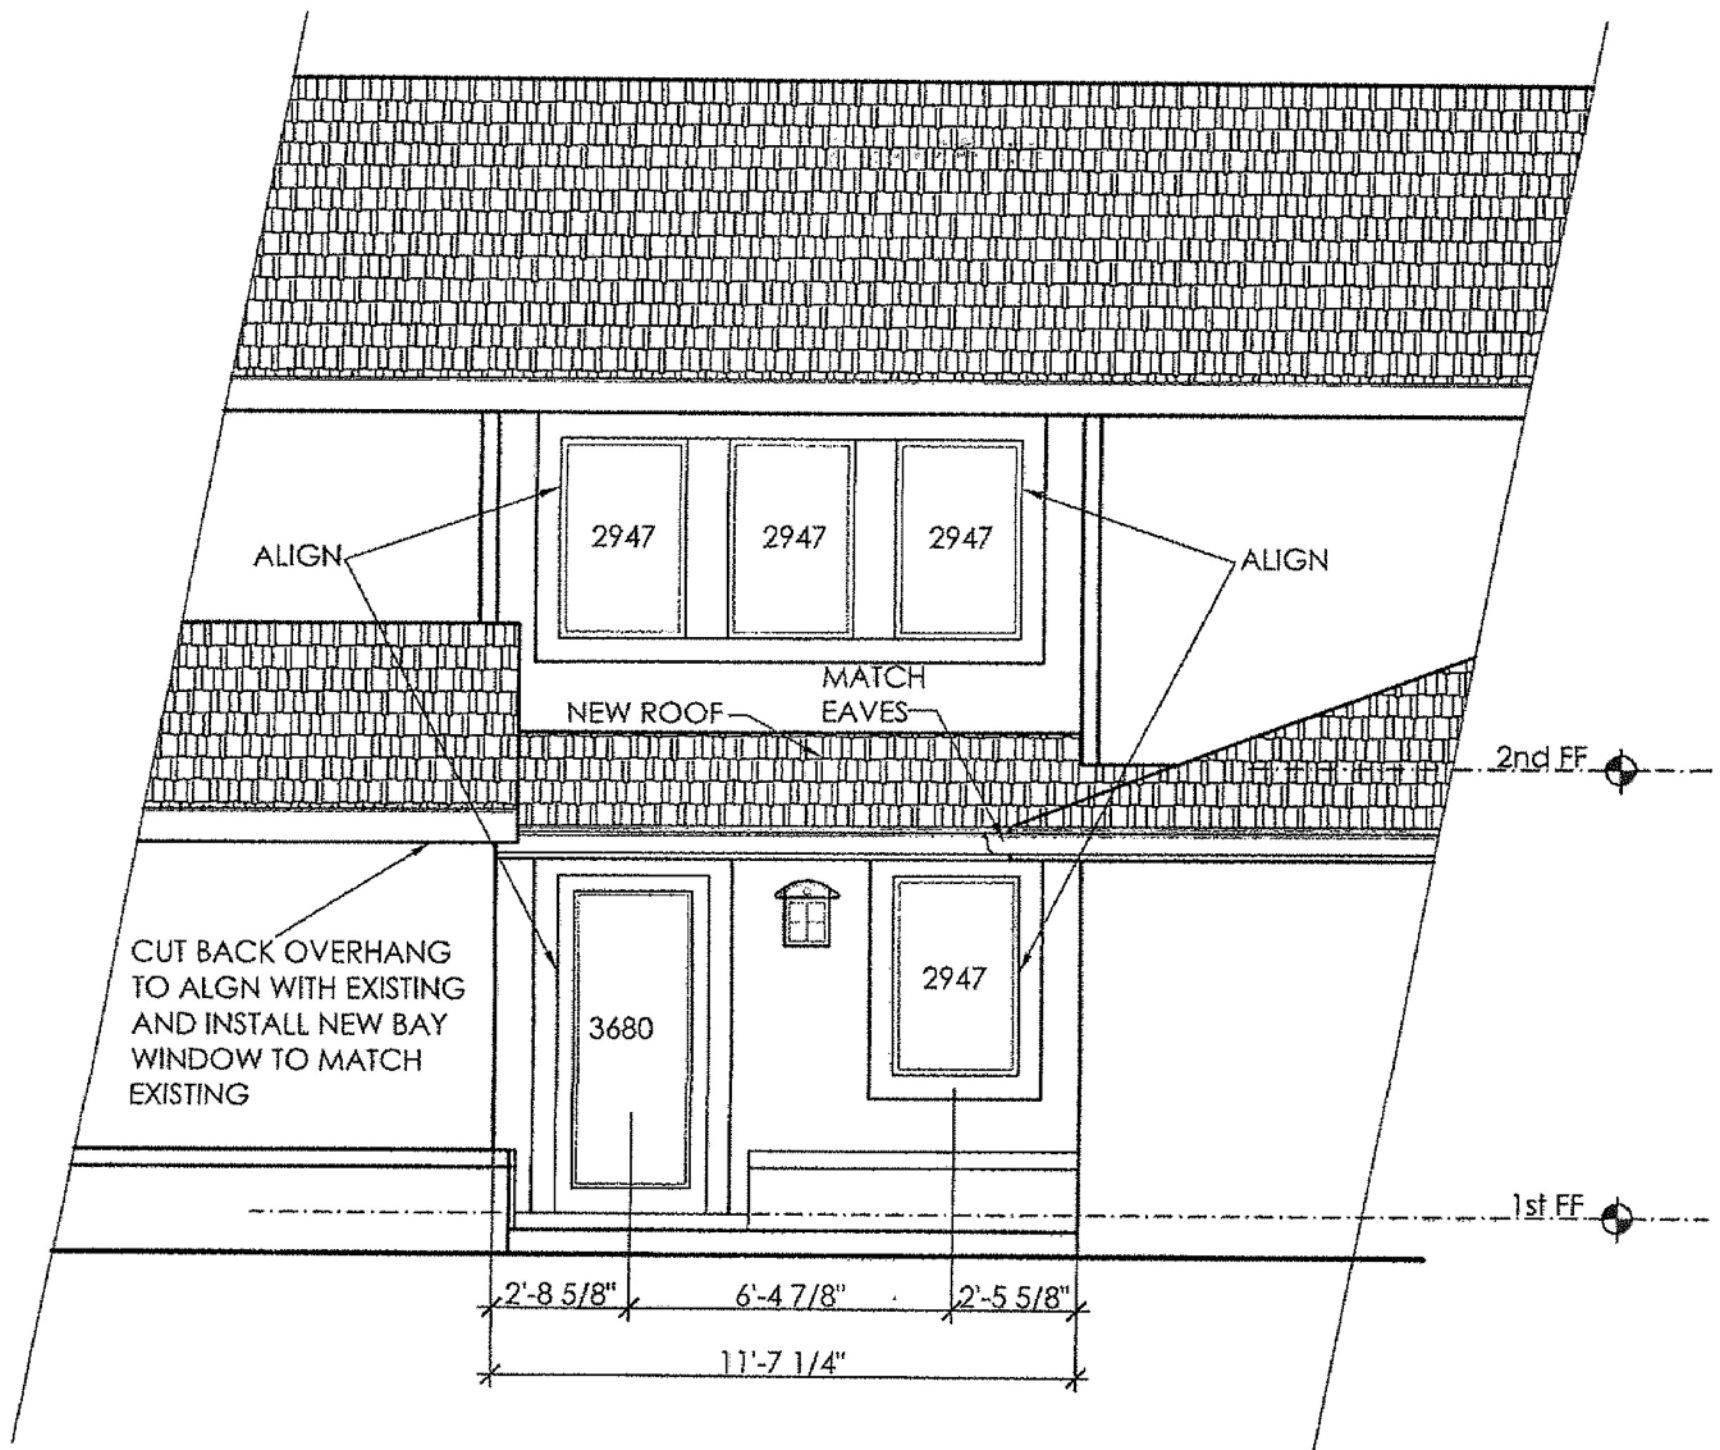 2947
2947
2947
ALIGN
ALIGN
MATCH
EAVES
NEW ROOF
2nd FF
CUT BACK OVERHANG
TO ALGN WITH EXISTING
AND INSTALL NEW BAY
WINDOW TO MATCH
EXISTING
3680
2947
1st FF
2'-8 5/8"
6'-4 7/8"
2'-5 5/8"
11'-7 1/4"